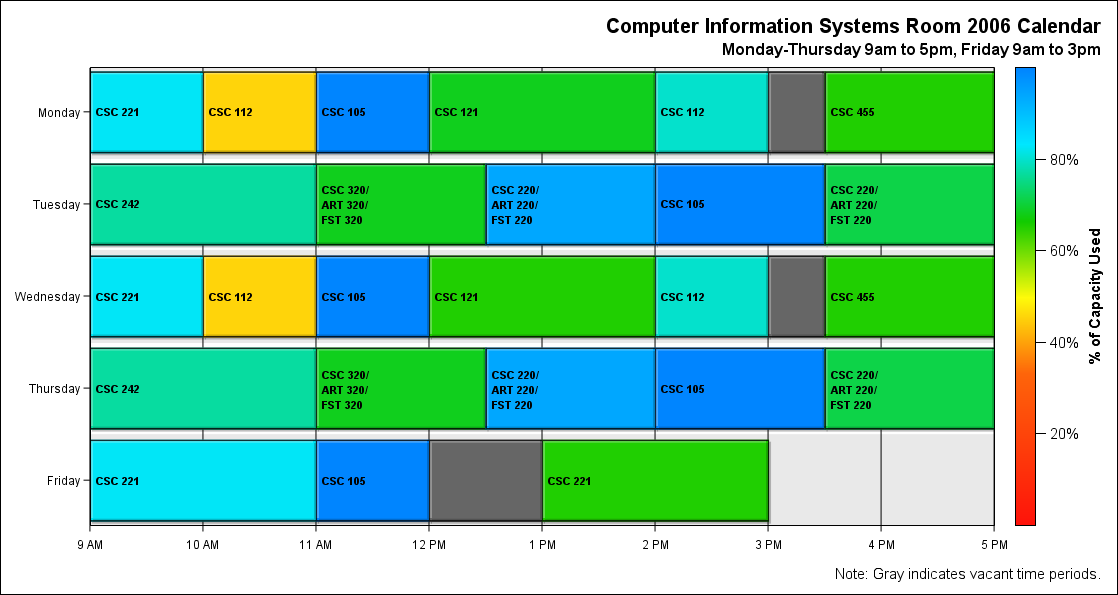 Computer Information Systems Room 2006 Calendar
Monday-Thursday 9am to 5pm, Friday 9am to 3pm
Monday
CSC 221
CSC 112
CSC 105
CSC 121
CSC 112
CSC 455
Tuesday
CSC 242
CSC 320/
ART 320/
FST 320
CSC 220/
ART 220/
FST 220
CSC 105
CSC 220/
ART 220/
FST 220
Wednesday
CSC 221
CSC 112
CSC 105
CSC 121
CSC 112
CSC 455
Thursday
CSC 242
CSC 320/
ART 320/
FST 320
CSC 220/
ART 220/
FST 220
CSC 105
CSC 220/
ART 220/
FST 220
Friday
CSC 221
CSC 105
CSC 221
9 AM
10 AM
11 AM
12 PM
1 PM
2 PM
3 PM
4 PM
5 PM
80%
60%
40%
20%
% of Capacity Used
Note: Gray indicates vacant time periods.